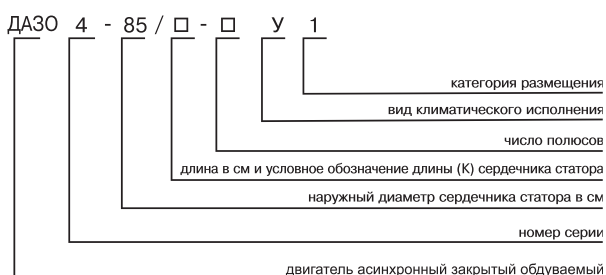 ДАЗО 4 - 85 / □ - □ У 1
категория размещения
вид климатического исполнения
число полюсов
длина в см и условное обозначение длины (К) сердечника статора
наружный диаметр сердечника статора в см
номер серии
двигатель асинхронный закрытый обдуваемый